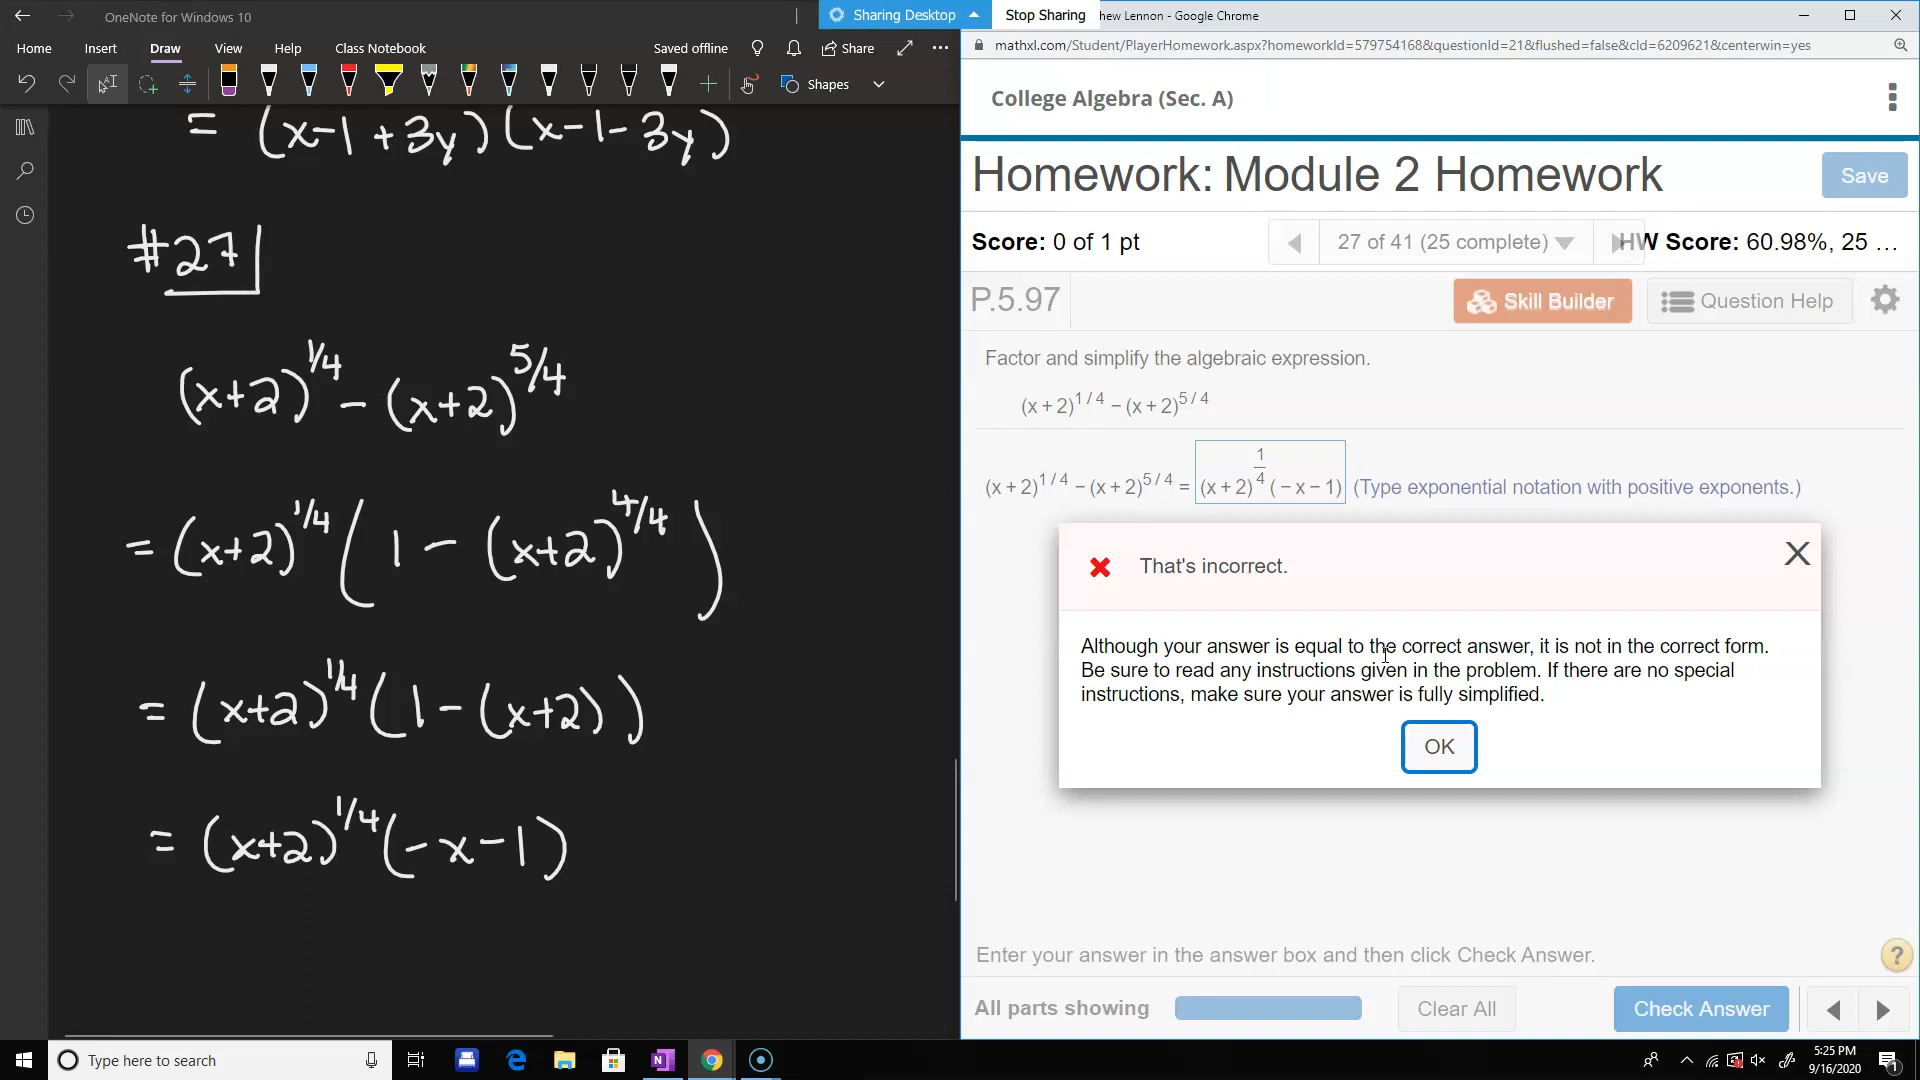 OneNote for Windows 10
Sharing Desktop
Stop Sharing
hew Lennon - Google Chrome
Home Insert Draw View Help Class Notebook
Saved offline
Share
Shapes
mathxl.com/Student/PlayerHomework.aspx?homeworkId=579754168&questionId=21&flushed=false&cId=6209621&centerwin=yes
= (x-1+3y)(x-1-3y)
#27
(x+2)^1/4 - (x+2)^5/4
= (x+2)^1/4 (1 - (x+2)^4/4)
= (x+2)^1/4 (1 - (x+2))
= (x+2)^1/4 (-x-1)
College Algebra (Sec. A)
Homework: Module 2 Homework
Save
Score: 0 of 1 pt
27 of 41 (25 complete)
HW Score: 60.98%, 25 ...
P.5.97
Skill Builder
Question Help
Factor and simplify the algebraic expression.
(x + 2)^1/4 − (x + 2)^5/4
(x + 2)^1/4 − (x + 2)^5/4 = (x + 2)^1/4 (− x − 1) (Type exponential notation with positive exponents.)
That's incorrect.
X
Although your answer is equal to the correct answer, it is not in the correct form.
Be sure to read any instructions given in the problem. If there are no special
instructions, make sure your answer is fully simplified.
OK
Enter your answer in the answer box and then click Check Answer.
?
All parts showing
Clear All
Check Answer
Type here to search
5:25 PM
9/16/2020